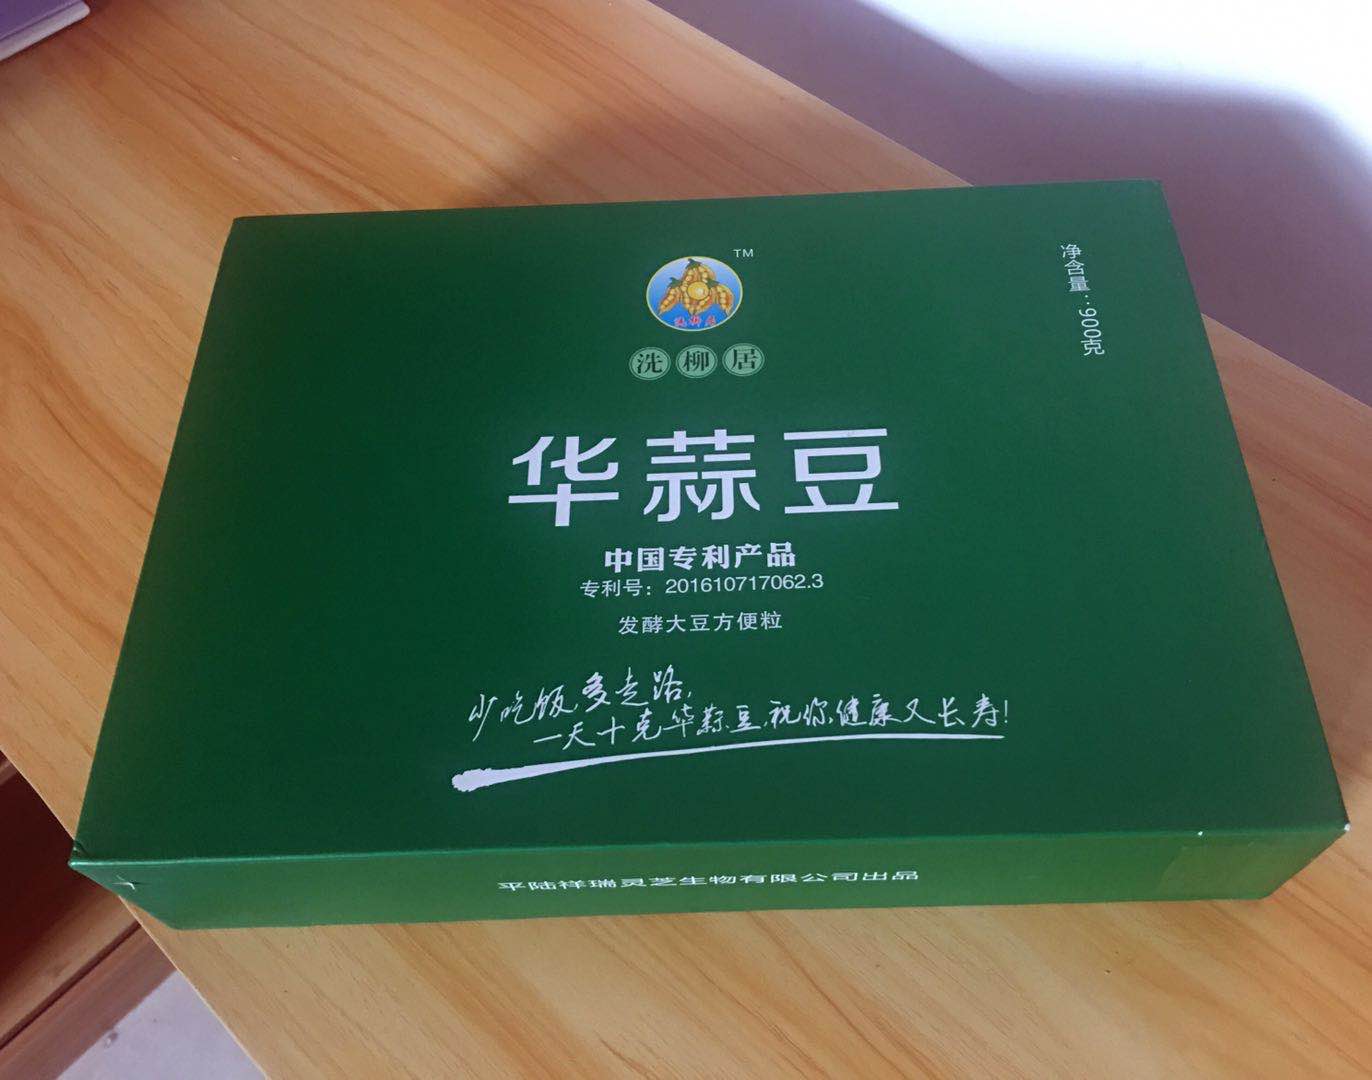 TM
洗柳居
洗柳居
净含量：900克
华蒜豆
中国专利产品
专利号：201610717062.3
发酵大豆方便粒
少吃饭,多走路,
一天十克华蒜豆,祝你健康又长寿!
平陆祥瑞灵芝生物有限公司出品